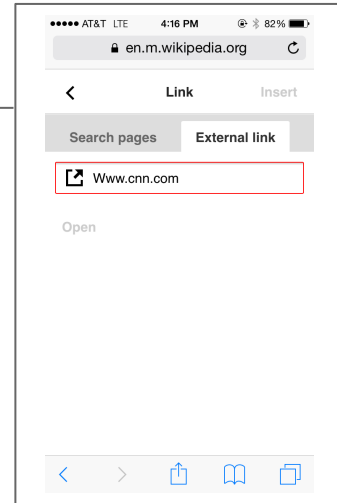 AT&T LTE 4:16 PM 82%
en.m.wikipedia.org
Link Insert
Search pages External link
Www.cnn.com
Open